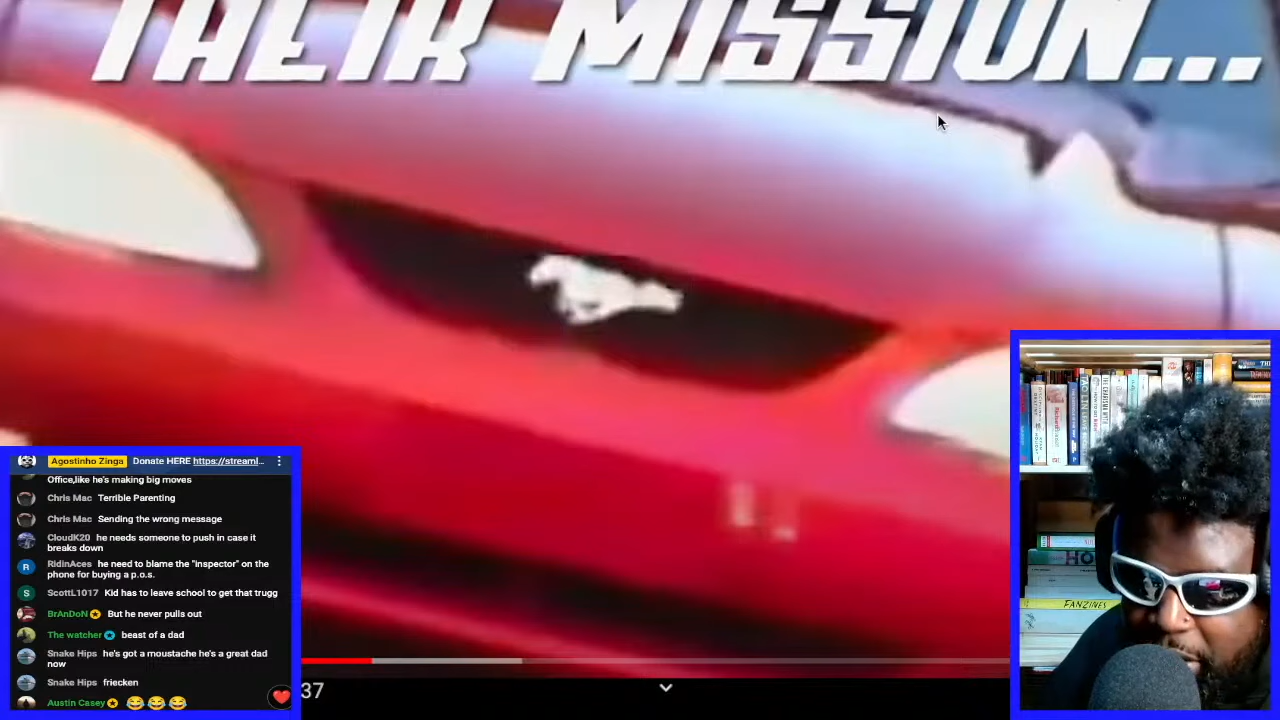 THEIR MISSION...
Agostinho Zinga Donate HERE https://streaml...
Office,like he's making big moves
Chris Mac Terrible Parenting
Chris Mac Sending the wrong message
CloudK20 he needs someone to push in case it
breaks down
RidinAces he need to blame the "Inspector" on the
phone for buying a p.o.s.
ScottL1017 Kid has to leave school to get that trugg
BrAnDoN But he never pulls out
The watcher beast of a dad
Snake Hips he's got a moustache he's a great dad
now
Snake Hips friecken
Austin Casey 😂 😂 😂
37
FANZINES